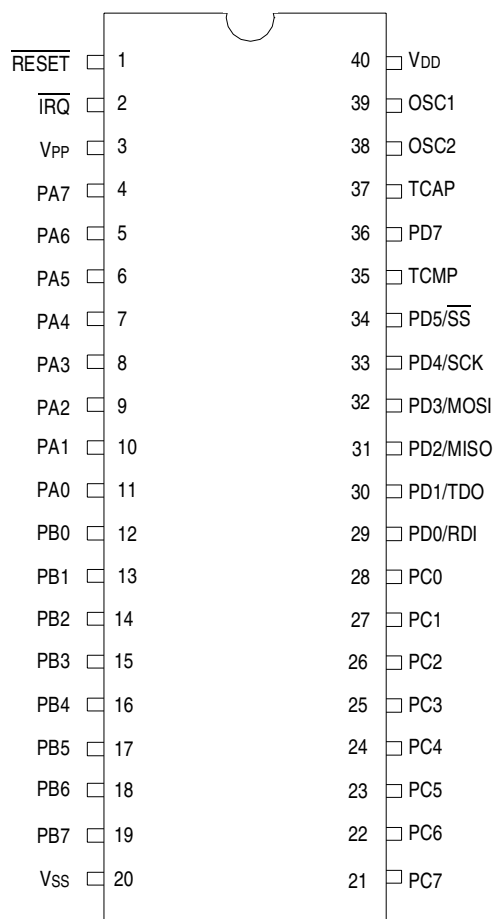 RESET 1 40 VDD
IRQ 2 39 OSC1
VPP 3 38 OSC2
PA7 4 37 TCAP
PA6 5 36 PD7
PA5 6 35 TCMP
PA4 7 34 PD5/SS
PA3 8 33 PD4/SCK
PA2 9 32 PD3/MOSI
PA1 10 31 PD2/MISO
PA0 11 30 PD1/TDO
PB0 12 29 PD0/RDI
PB1 13 28 PC0
PB2 14 27 PC1
PB3 15 26 PC2
PB4 16 25 PC3
PB5 17 24 PC4
PB6 18 23 PC5
PB7 19 22 PC6
VSS 20 21 PC7